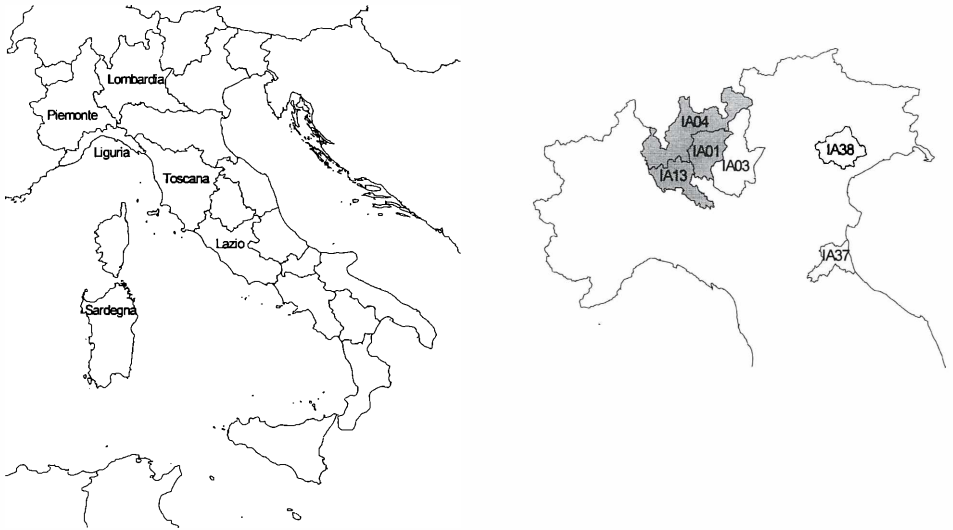 Lombardia
Piemonte
Liguria
Toscana
Lazio
Sardegna
IA04
IA01
IA03
IA13
IA38
IA37